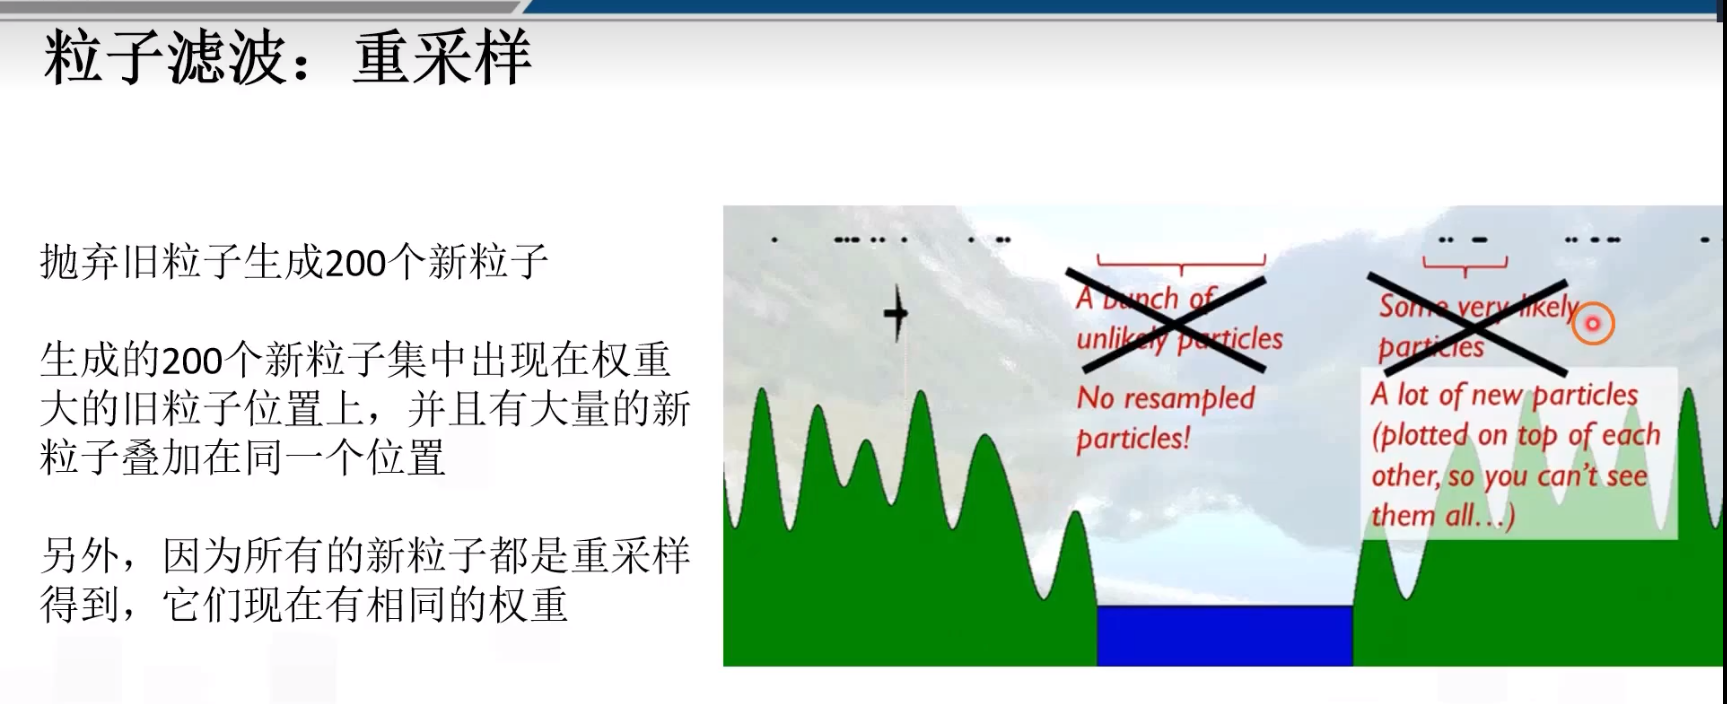 粒子滤波：重采样
抛弃旧粒子生成200个新粒子
生成的200个新粒子集中出现在权重
大的旧粒子位置上，并且有大量的新
粒子叠加在同一个位置
另外，因为所有的新粒子都是重采样
得到，它们现在有相同的权重
A bunch of
unlikely particles
No resampled
particles!
Some very likely
particles
A lot of new particles
(plotted on top of each
other, so you can't see
them all...)